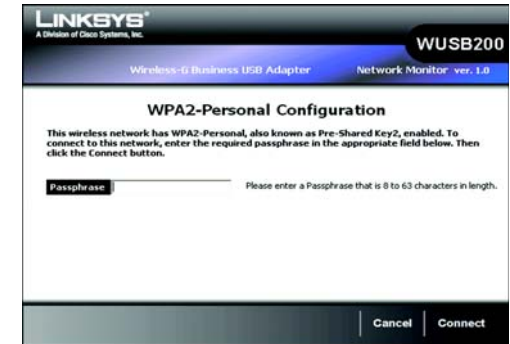 LINKSYS®
A Division of Cisco Systems, Inc.
WUSB200
Wireless-G Business USB Adapter
Network Monitor ver. 1.0
WPA2-Personal Configuration
This wireless network has WPA2-Personal, also known as Pre-Shared Key2, enabled. To
connect to this network, enter the required passphrase in the appropriate field below. Then
click the Connect button.
Passphrase
Please enter a Passphrase that is 8 to 63 characters in length.
Cancel
Connect